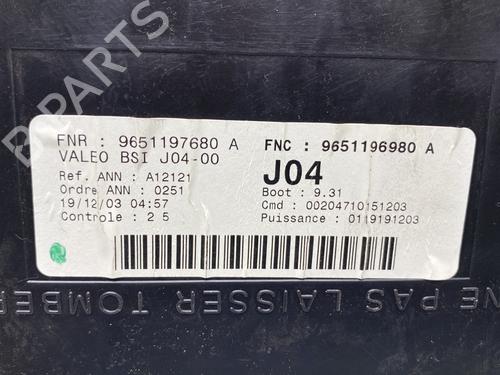 B-PARTS
FNR : 9651197680 A
FNC : 9651196980 A
VALEO BSI J04-00
J04
Ref. ANN : A12121
Ordre ANN : 0251
Boot : 9.31
19/12/03 04:57
Cmd : 00204710151203
Controle : 2 5
Puissance : 0119191203
NE PAS LAISSER TOMBER